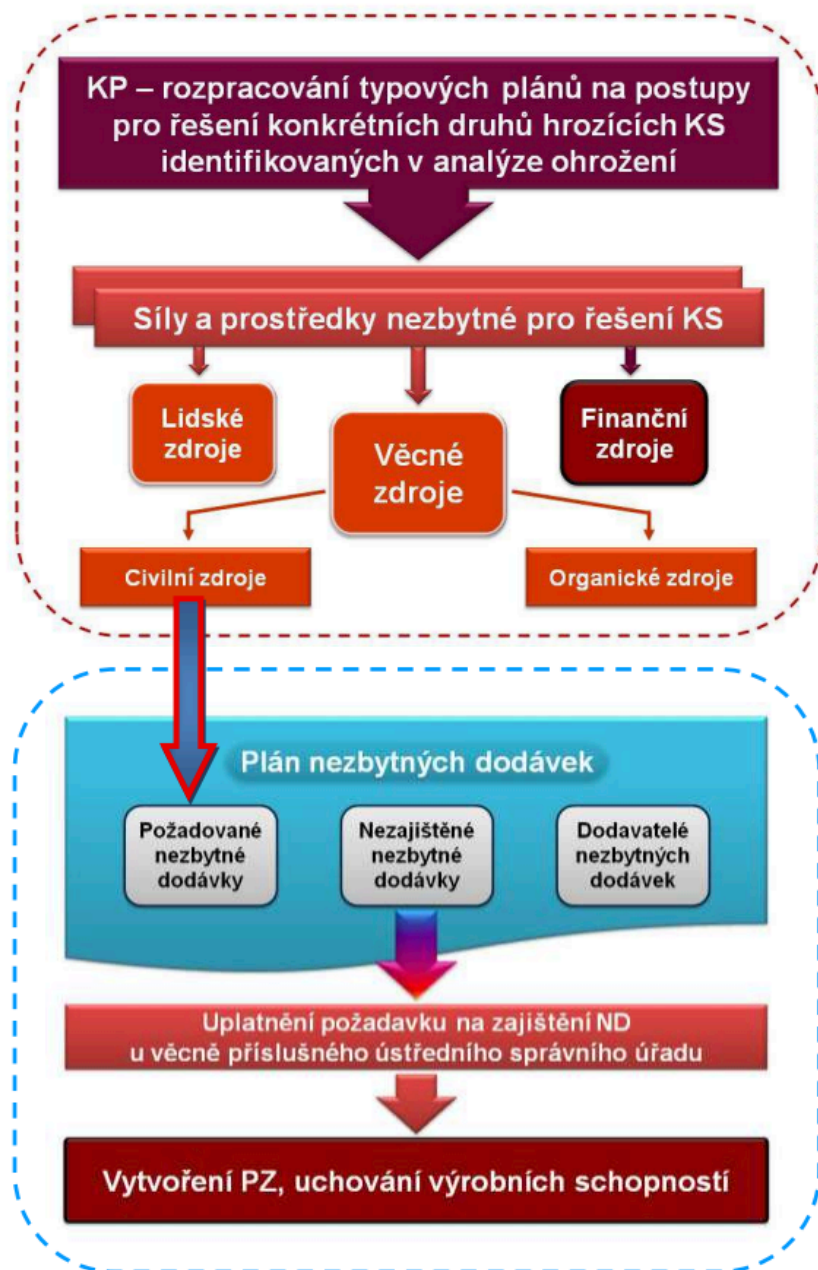 KP – rozpracování typových plánů na postupy
pro řešení konkrétních druhů hrozících KS
identifikovaných v analýze ohrožení
Síly a prostředky nezbytné pro řešení KS
Lidské
zdroje
Věcné
zdroje
Finanční
zdroje
Civilní zdroje
Organické zdroje
Plán nezbytných dodávek
Požadované
nezbytné
dodávky
Nezajištěné
nezbytné
dodávky
Dodavatelé
nezbytných
dodávek
Uplatnění požadavku na zajištění ND
u věcně příslušného ústředního správního úřadu
Vytvoření PZ, uchování výrobních schopností